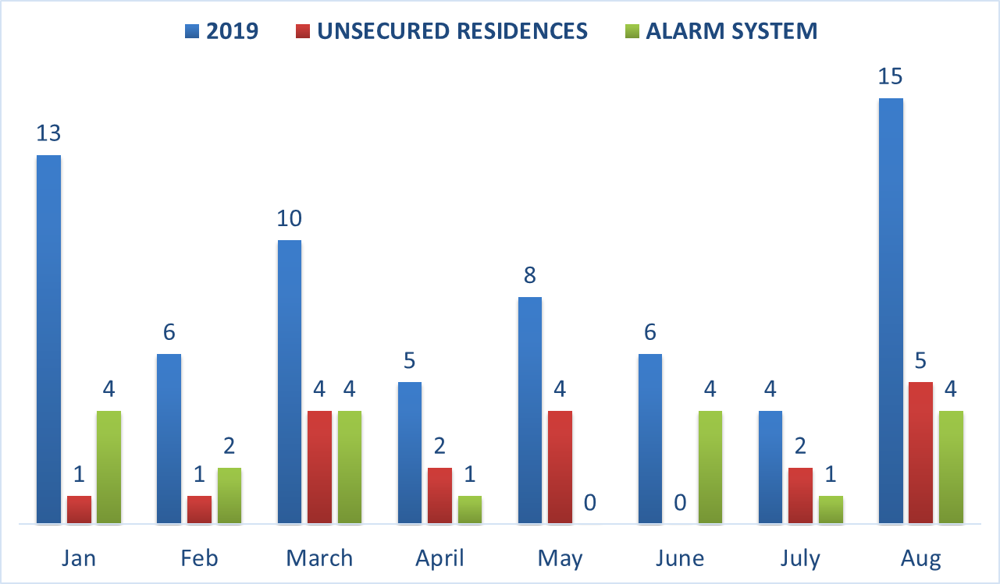 2019 UNSECURED RESIDENCES ALARM SYSTEM
15
13
10
8
6 6
5 5
4 4 4 4 4 4 4
2 2 2
1 1 1 1
0 0
Jan Feb March April May June July Aug